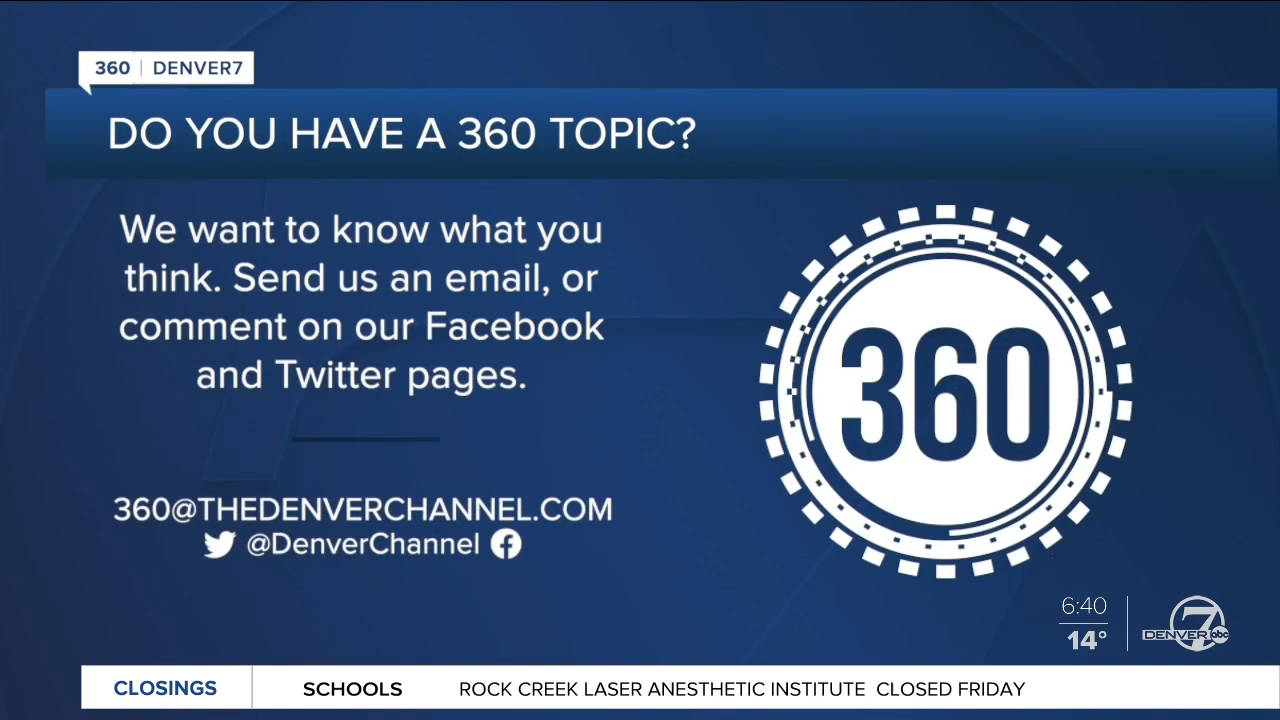 360 | DENVER7
DO YOU HAVE A 360 TOPIC?
We want to know what you
think. Send us an email, or
comment on our Facebook
and Twitter pages.
360@THEDENVERCHANNEL.COM
@DenverChannel
360
6:40
14°
DENVER 7 abc
CLOSINGS SCHOOLS ROCK CREEK LASER ANESTHETIC INSTITUTE CLOSED FRIDAY